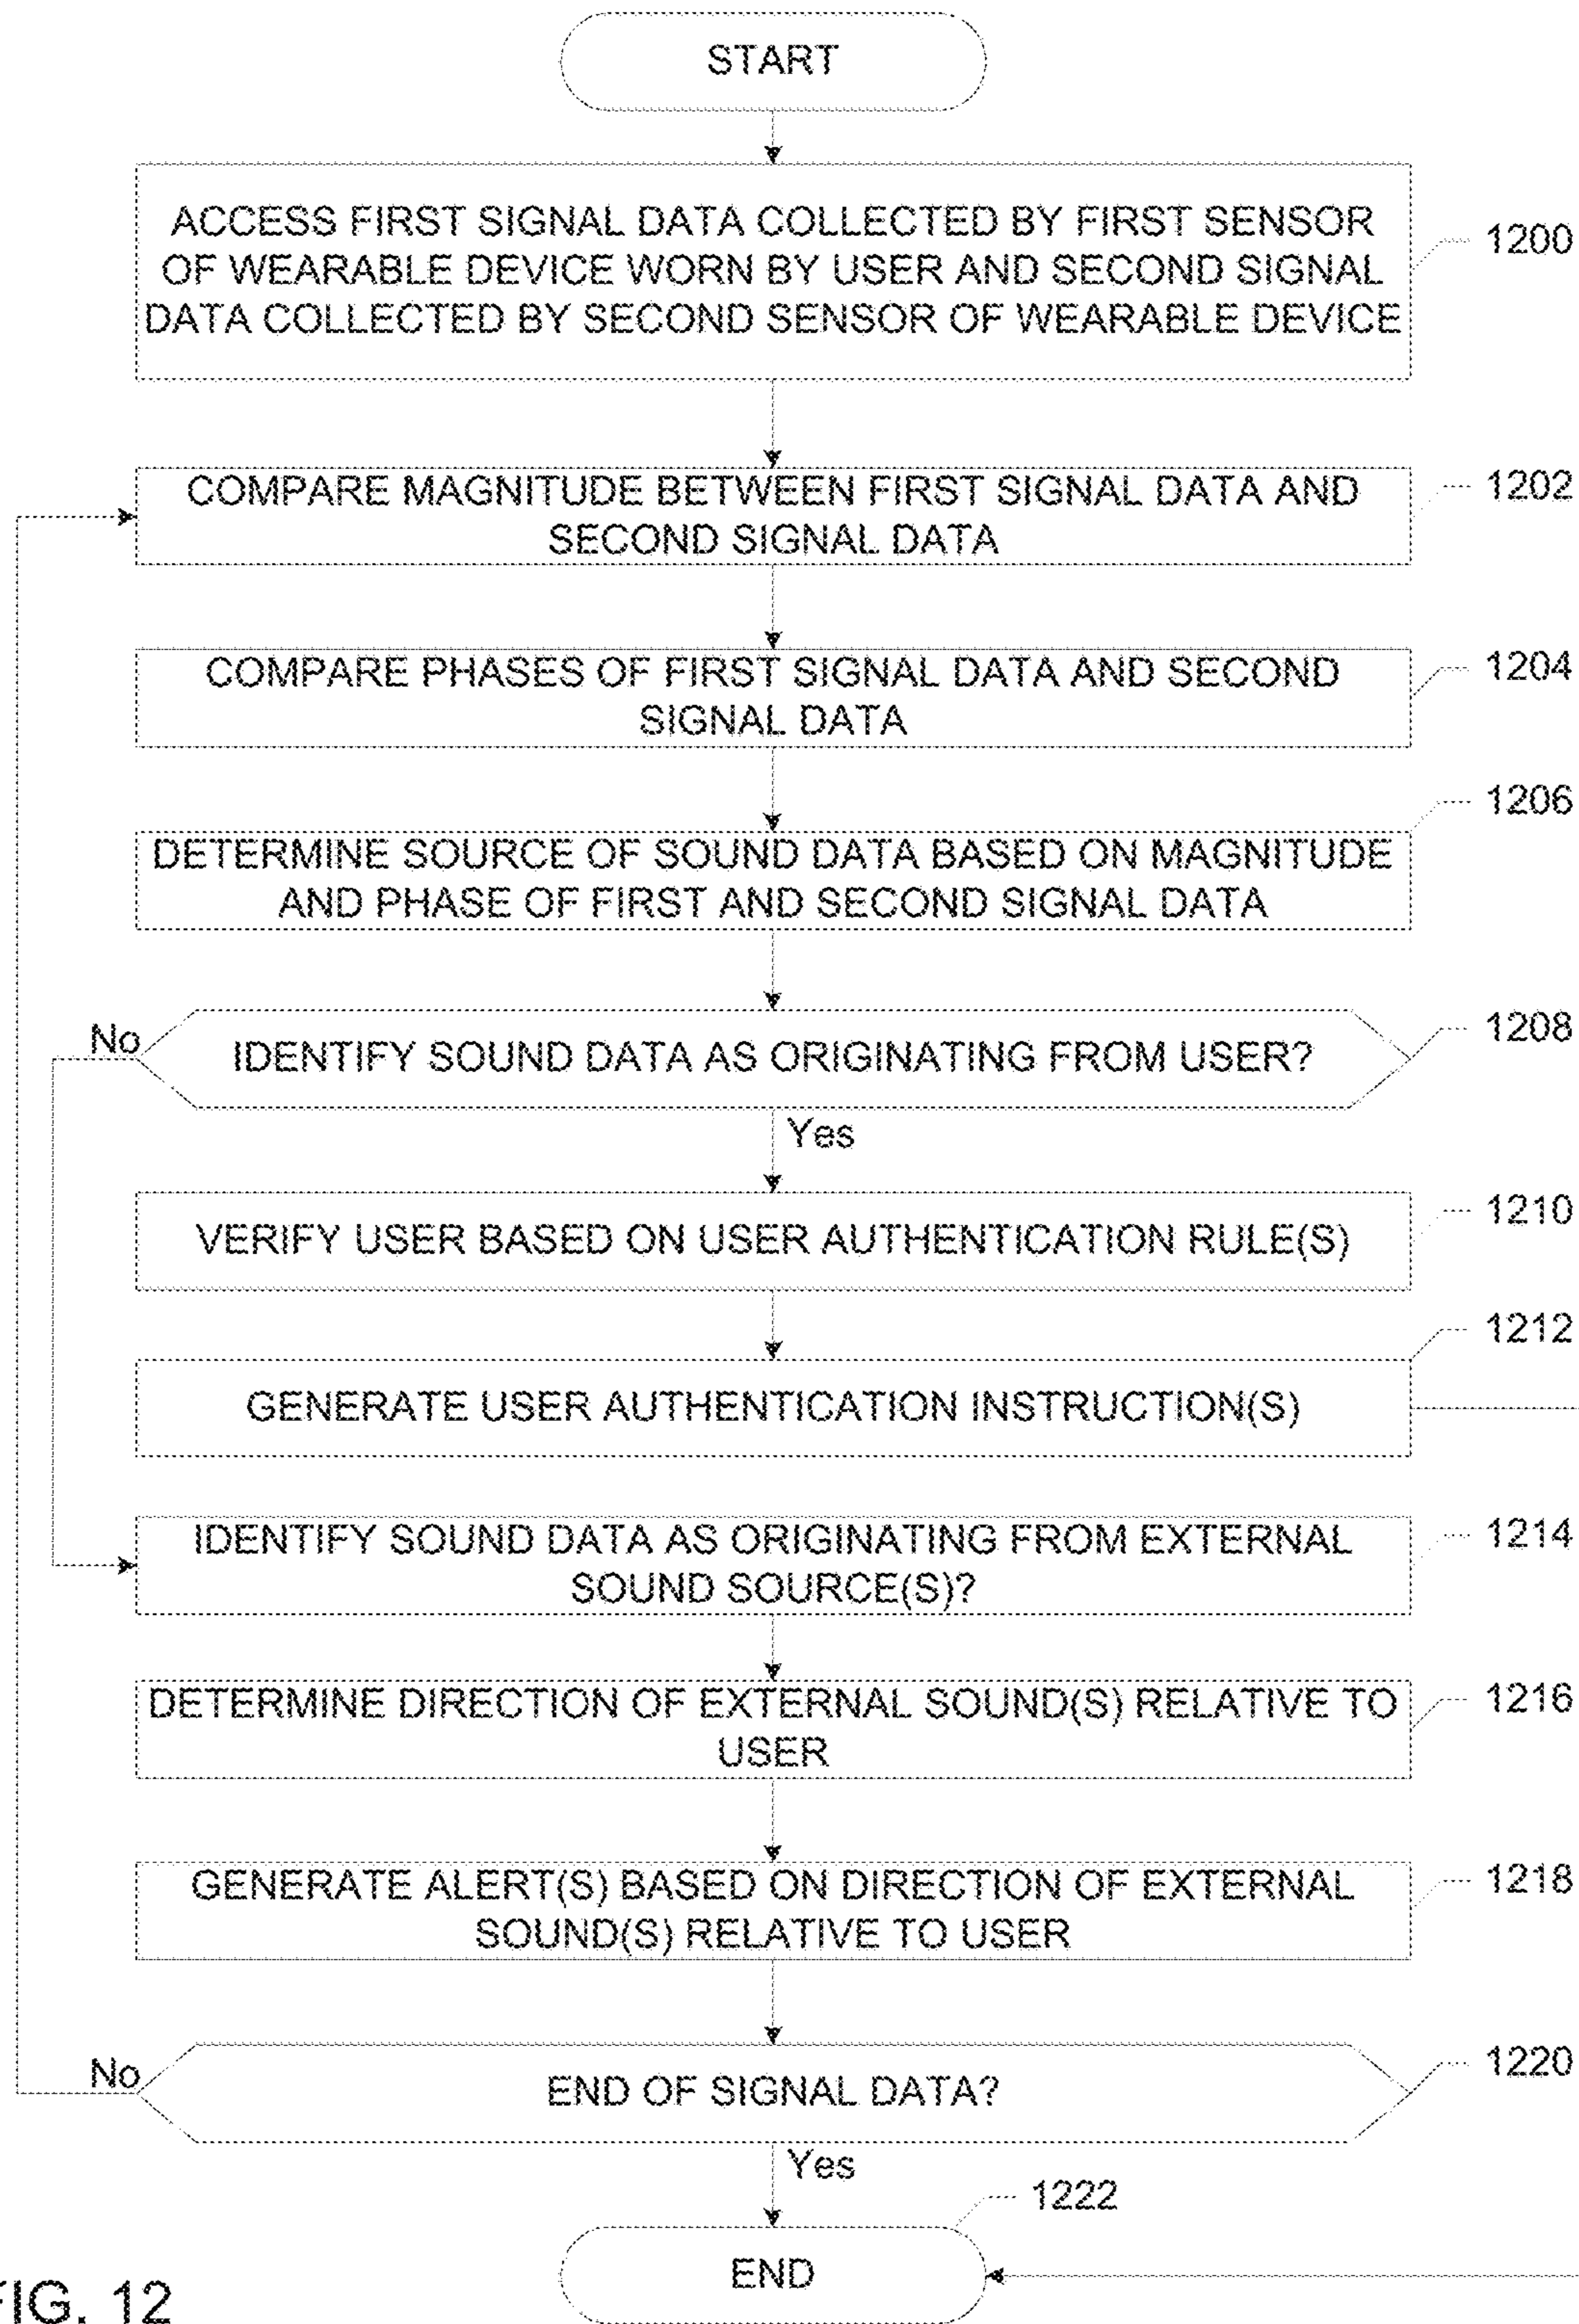 START
ACCESS FIRST SIGNAL DATA COLLECTED BY FIRST SENSOR
OF WEARABLE DEVICE WORN BY USER AND SECOND SIGNAL
DATA COLLECTED BY SECOND SENSOR OF WEARABLE DEVICE
1200
COMPARE MAGNITUDE BETWEEN FIRST SIGNAL DATA AND
SECOND SIGNAL DATA
1202
COMPARE PHASES OF FIRST SIGNAL DATA AND SECOND
SIGNAL DATA
1204
DETERMINE SOURCE OF SOUND DATA BASED ON MAGNITUDE
AND PHASE OF FIRST AND SECOND SIGNAL DATA
1206
No
IDENTIFY SOUND DATA AS ORIGINATING FROM USER?
1208
Yes
VERIFY USER BASED ON USER AUTHENTICATION RULE(S)
1210
GENERATE USER AUTHENTICATION INSTRUCTION(S)
1212
IDENTIFY SOUND DATA AS ORIGINATING FROM EXTERNAL
SOUND SOURCE(S)?
1214
DETERMINE DIRECTION OF EXTERNAL SOUND(S) RELATIVE TO
USER
1216
GENERATE ALERT(S) BASED ON DIRECTION OF EXTERNAL
SOUND(S) RELATIVE TO USER
1218
No
END OF SIGNAL DATA?
1220
Yes
1222
END
FIG. 12